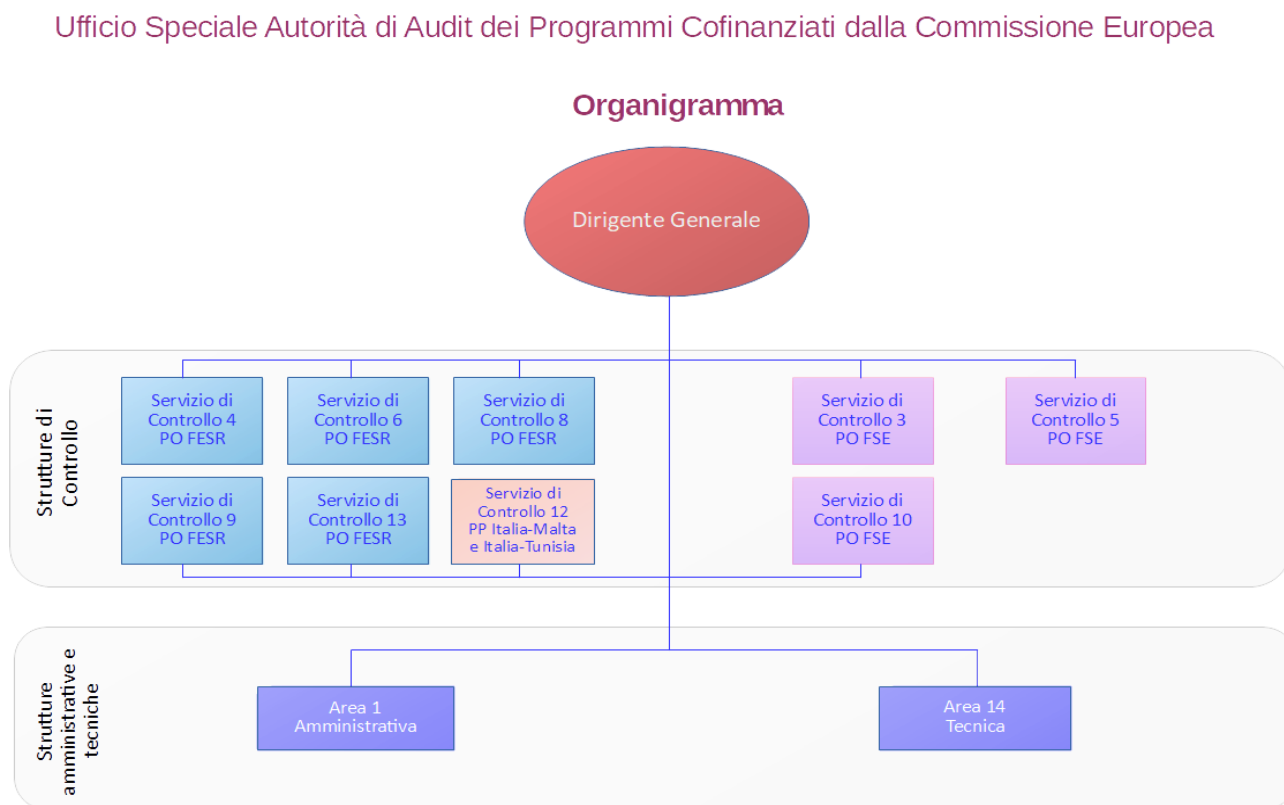 Ufficio Speciale Autorità di Audit dei Programmi Cofinanziati dalla Commissione Europea
Organigramma
Dirigente Generale
Strutture di
Controllo
Servizio di
Controllo 4
PO FESR
Servizio di
Controllo 6
PO FESR
Servizio di
Controllo 8
PO FESR
Servizio di
Controllo 3
PO FSE
Servizio di
Controllo 5
PO FSE
Servizio di
Controllo 9
PO FESR
Servizio di
Controllo 13
PO FESR
Servizio di
Controllo 12
PP Italia-Malta
e Italia-Tunisia
Servizio di
Controllo 10
PO FSE
Strutture
amministrative e
tecniche
Area 1
Amministrativa
Area 14
Tecnica